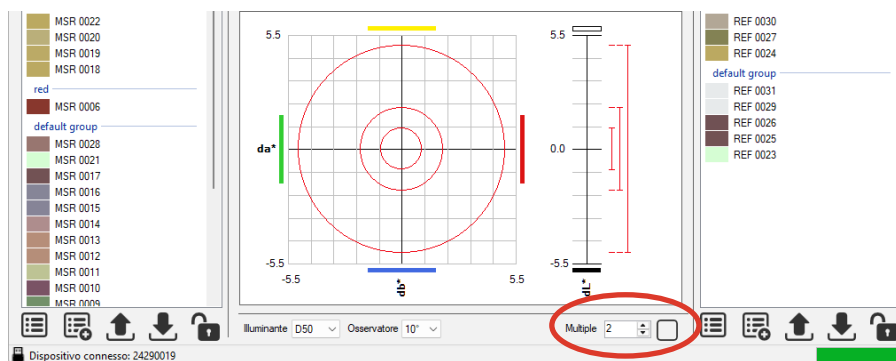 MSR 0022
MSR 0020
MSR 0019
MSR 0018
red
MSR 0006
default group
MSR 0028
MSR 0021
MSR 0017
MSR 0016
MSR 0015
MSR 0014
MSR 0013
MSR 0012
MSR 0011
MSR 0010
MSR 0009
5.5
da*
-5.5
-5.5
5.5
db*
5.5
0.0
-5.5
dL*
REF 0030
REF 0027
REF 0024
default group
REF 0031
REF 0029
REF 0026
REF 0025
REF 0023
Illuminante D50 Osservatore 10° Multiple 2
Dispositivo connesso: 24290019